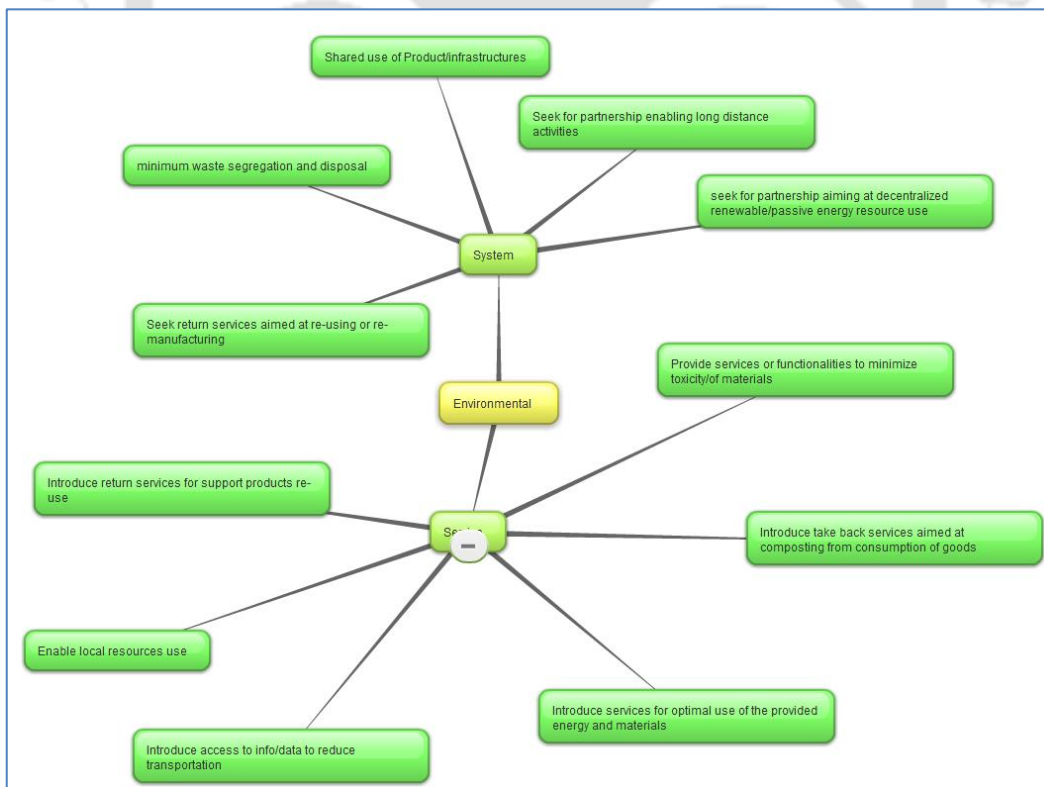 Shared use of Product/infrastructures
Seek for partnership enabling long distance
activities
minimum waste segregation and disposal
seek for partnership aiming at decentralized
renewable/passive energy resource use
System
Seek return services aimed at re-using or re-
manufacturing
Provide services or functionalities to minimize
toxicity/of materials
Environmental
Introduce return services for support products re-
use
Introduce take back services aimed at
composting from consumption of goods
Enable local resources use
Introduce services for optimal use of the provided
energy and materials
Introduce access to info/data to reduce
transportation